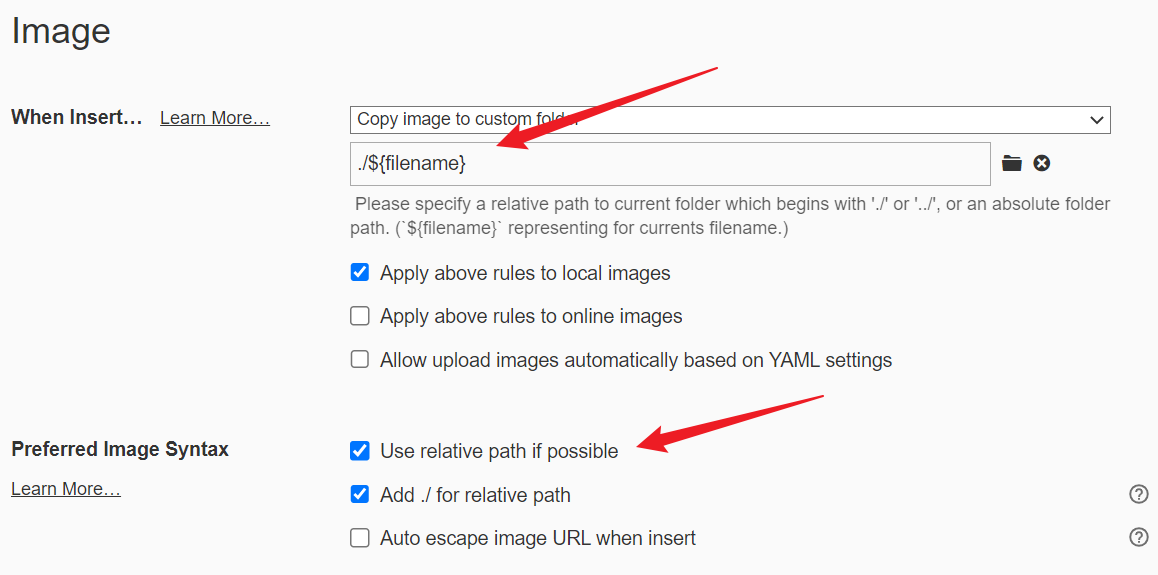 Image
When Insert... Learn More... Copy image to custom folder
./${filename}
Please specify a relative path to current folder which begins with './' or '../', or an absolute folder
path. (`${filename}` representing for currents filename.)
Apply above rules to local images
Apply above rules to online images
Allow upload images automatically based on YAML settings
Preferred Image Syntax Use relative path if possible
Learn More... Add ./ for relative path
Auto escape image URL when insert